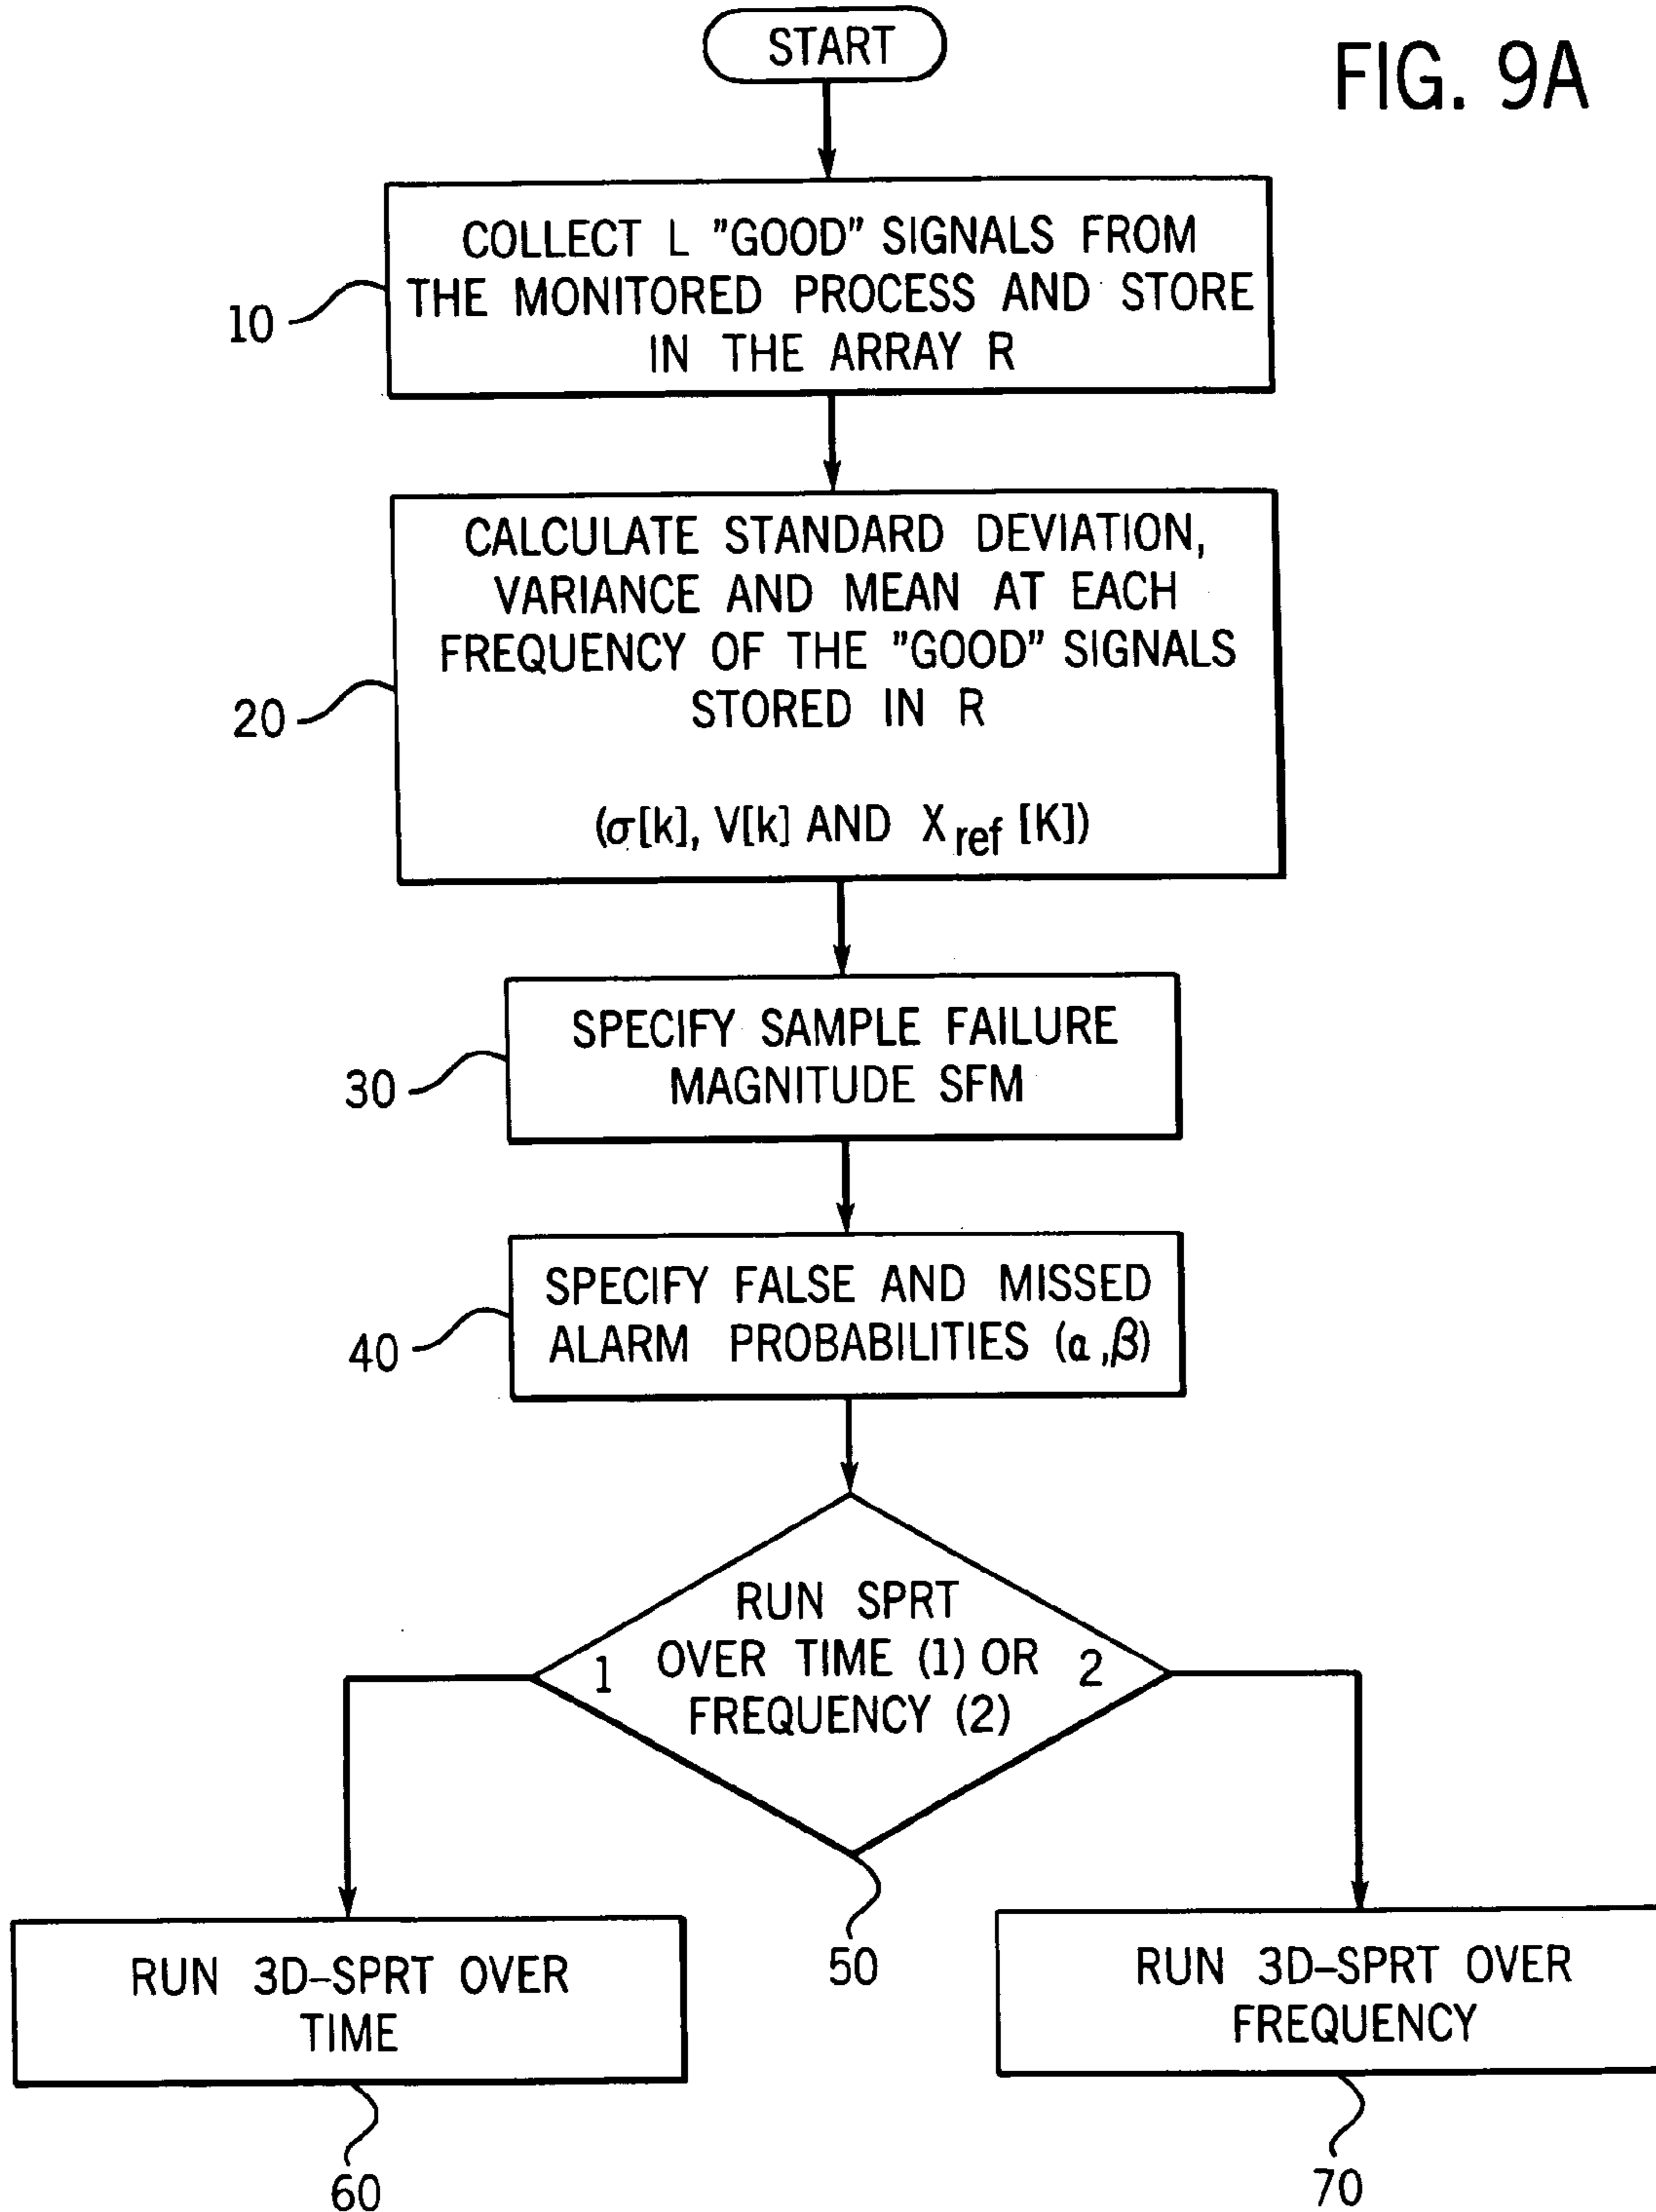 START
FIG. 9A
COLLECT L "GOOD" SIGNALS FROM
THE MONITORED PROCESS AND STORE
IN THE ARRAY R
10
CALCULATE STANDARD DEVIATION,
VARIANCE AND MEAN AT EACH
FREQUENCY OF THE "GOOD" SIGNALS
STORED IN R
(σ[k], V[k] AND X ref [K])
20
SPECIFY SAMPLE FAILURE
MAGNITUDE SFM
30
SPECIFY FALSE AND MISSED
ALARM PROBABILITIES (α,β)
40
RUN SPRT
OVER TIME (1) OR
FREQUENCY (2)
1
2
50
RUN 3D-SPRT OVER
TIME
60
RUN 3D-SPRT OVER
FREQUENCY
70